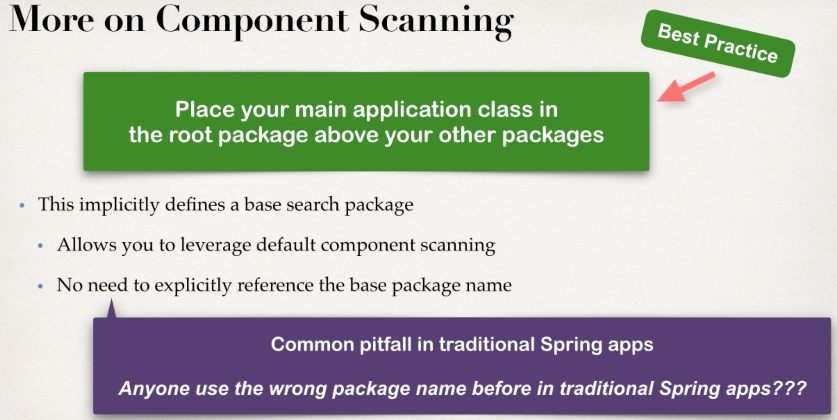 More on Component Scanning
Best Practice
Place your main application class in
the root package above your other packages
• This implicitly defines a base search package
• Allows you to leverage default component scanning
• No need to explicitly reference the base package name
Common pitfall in traditional Spring apps
Anyone use the wrong package name before in traditional Spring apps???